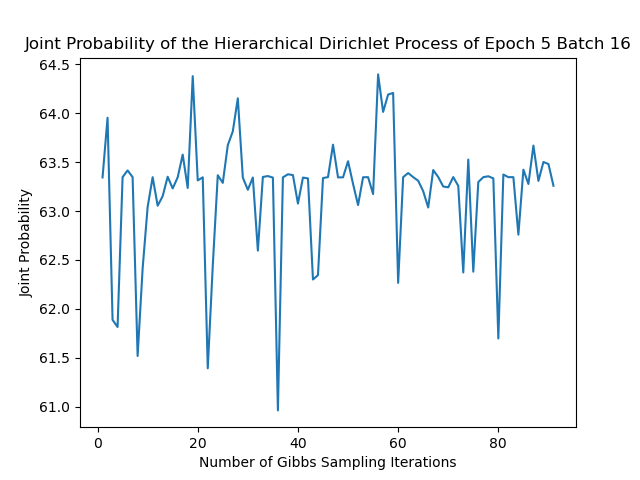 Joint Probability of the Hierarchical Dirichlet Process of Epoch 5 Batch 16
64.5
64.0
63.5
63.0
62.5
62.0
61.5
61.0
Joint Probability
0 20 40 60 80
Number of Gibbs Sampling Iterations